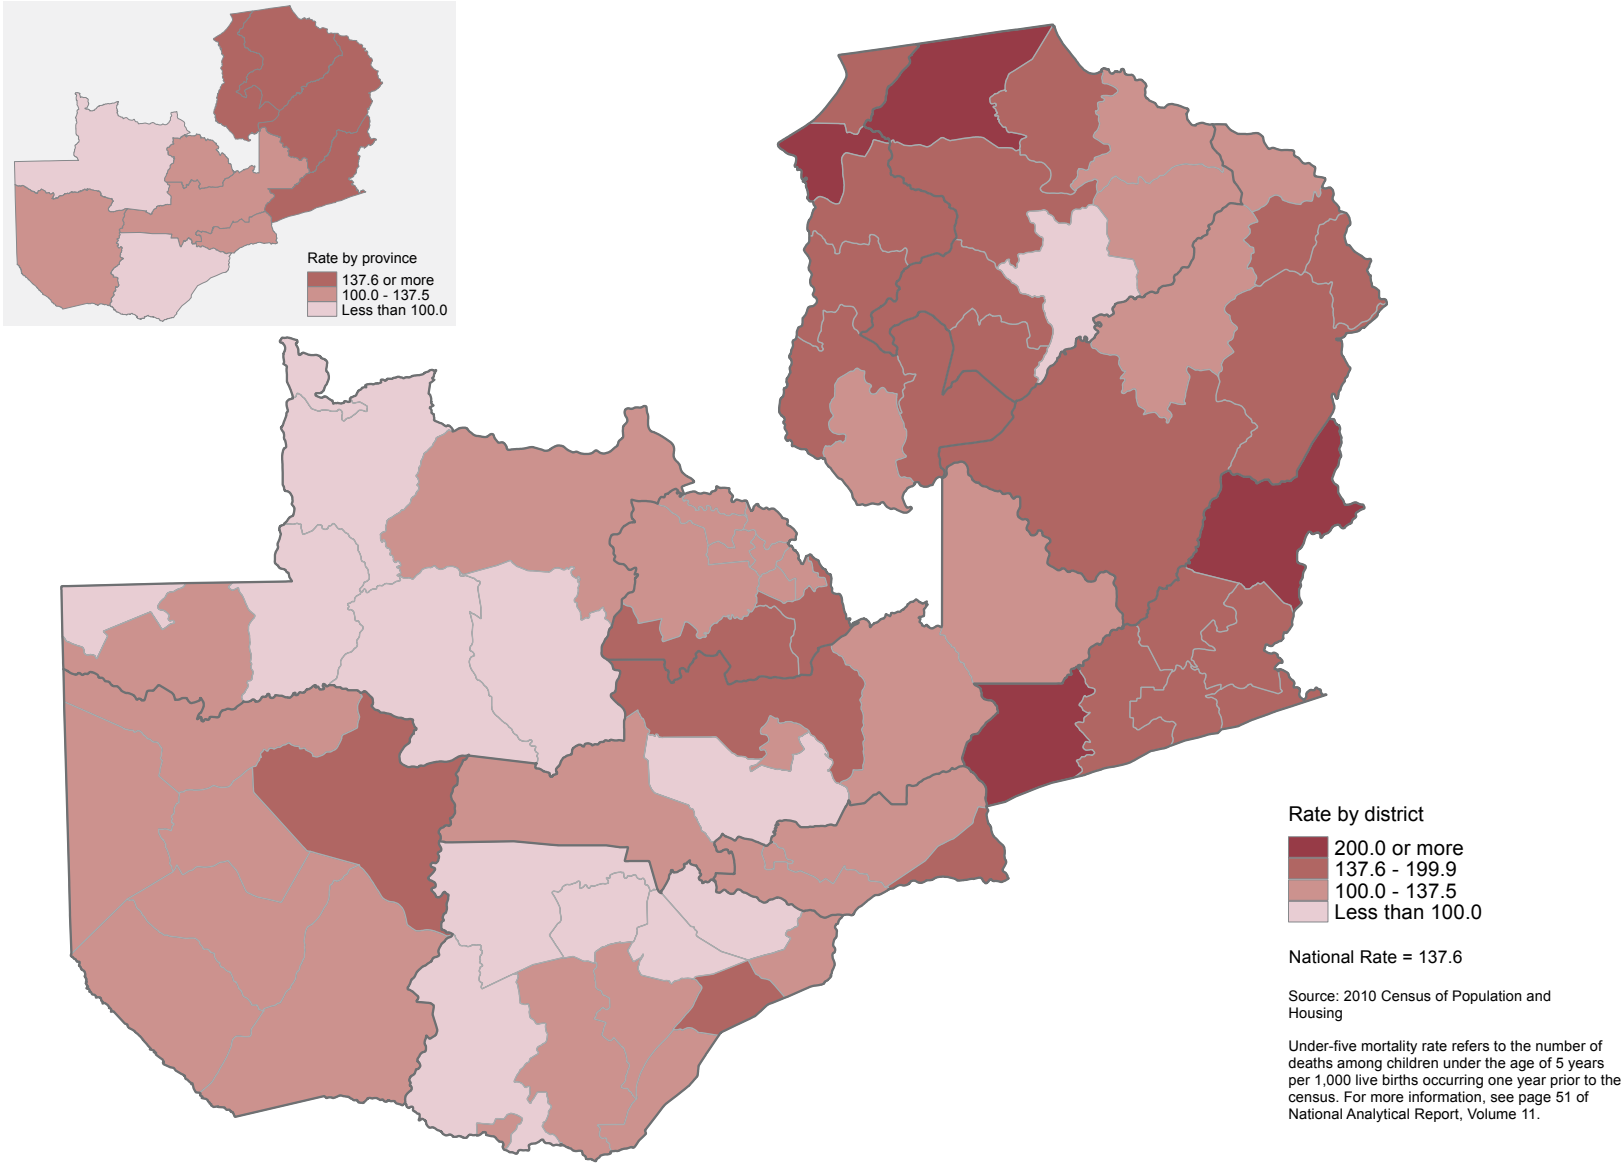 Rate by province
137.6 or more
100.0 - 137.5
Less than 100.0
Rate by district
200.0 or more
137.6 - 199.9
100.0 - 137.5
Less than 100.0
National Rate = 137.6
Source: 2010 Census of Population and
Housing
Under-five mortality rate refers to the number of
deaths among children under the age of 5 years
per 1,000 live births occurring one year prior to the
census. For more information, see page 51 of
National Analytical Report, Volume 11.